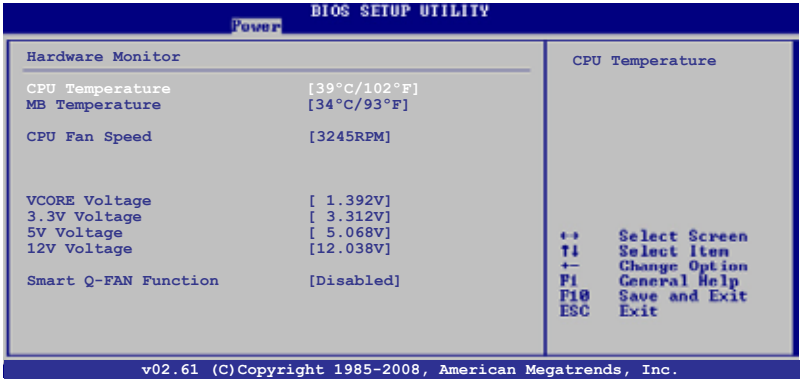 BIOS SETUP UTILITY
Power
Hardware Monitor
CPU Temperature [39°C/102°F]
MB Temperature [34°C/93°F]
CPU Fan Speed [3245RPM]
VCORE Voltage [ 1.392V]
3.3V Voltage [ 3.312V]
5V Voltage [ 5.068V]
12V Voltage [12.038V]
Smart Q-FAN Function [Disabled]
CPU Temperature
↔ Select Screen
↑↓ Select Item
+- Change Option
F1 General Help
F10 Save and Exit
ESC Exit
v02.61 (C)Copyright 1985-2008, American Megatrends, Inc.